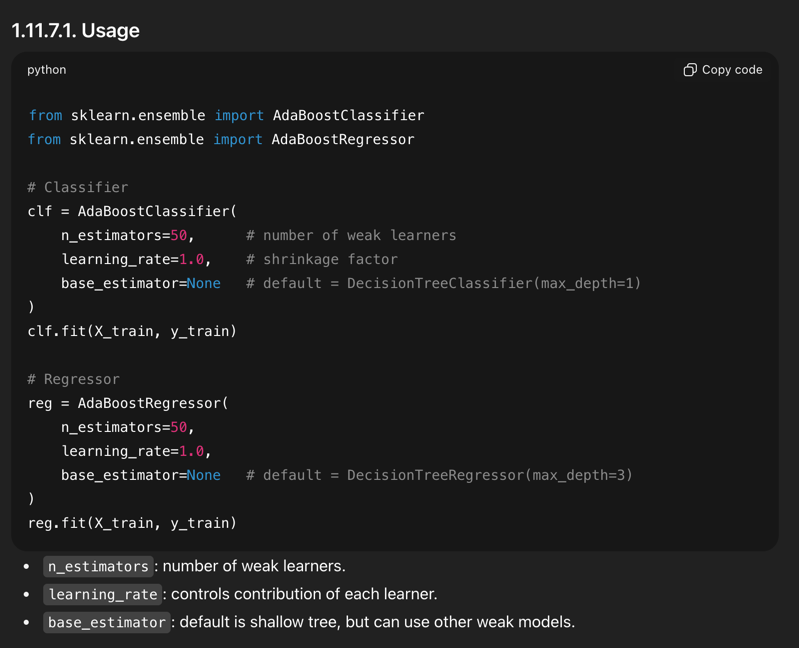 1.11.7.1. Usage
python
Copy code
from sklearn.ensemble import AdaBoostClassifier
from sklearn.ensemble import AdaBoostRegressor
# Classifier
clf = AdaBoostClassifier(
    n_estimators=50,      # number of weak learners
    learning_rate=1.0,    # shrinkage factor
    base_estimator=None   # default = DecisionTreeClassifier(max_depth=1)
)
clf.fit(X_train, y_train)
# Regressor
reg = AdaBoostRegressor(
    n_estimators=50,
    learning_rate=1.0,
    base_estimator=None   # default = DecisionTreeRegressor(max_depth=3)
)
reg.fit(X_train, y_train)
• n_estimators: number of weak learners.
• learning_rate: controls contribution of each learner.
• base_estimator: default is shallow tree, but can use other weak models.